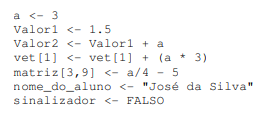 a <- 3
Valor1 <- 1.5
Valor2 <- Valor1 + a
vet[1] <- vet[1] + (a * 3)
matriz[3,9] <- a/4 - 5
nome_do_aluno <- "José da Silva"
sinalizador <- FALSO